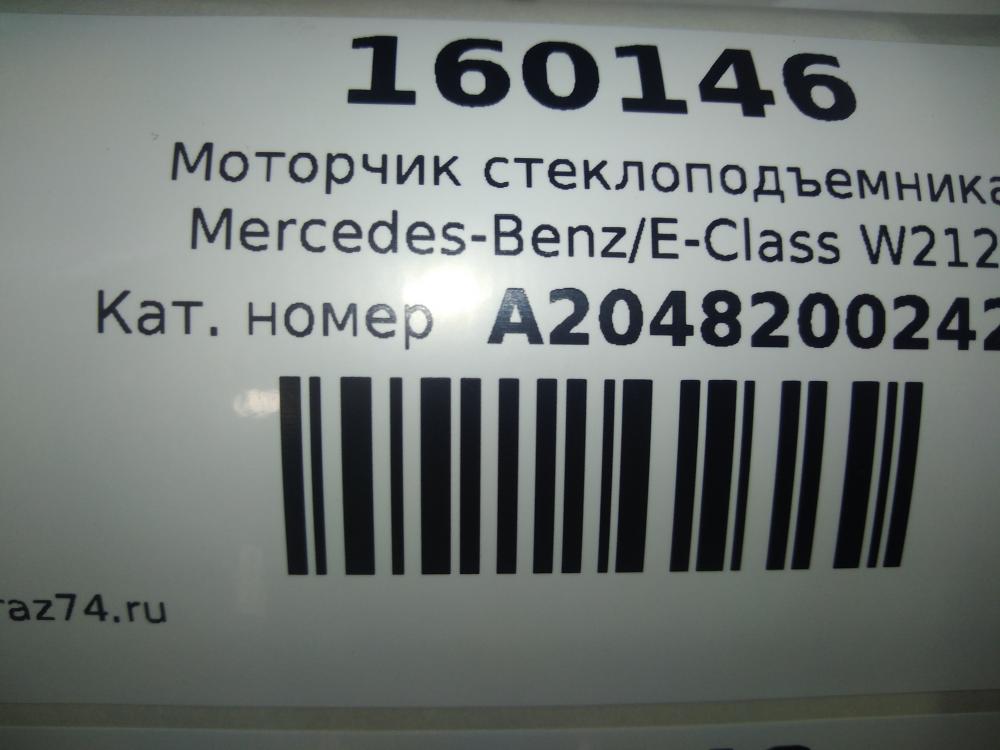 160146
Моторчик стеклоподъемника
Mercedes-Benz/E-Class W212
Кат. номер A2048200242
raz74.ru